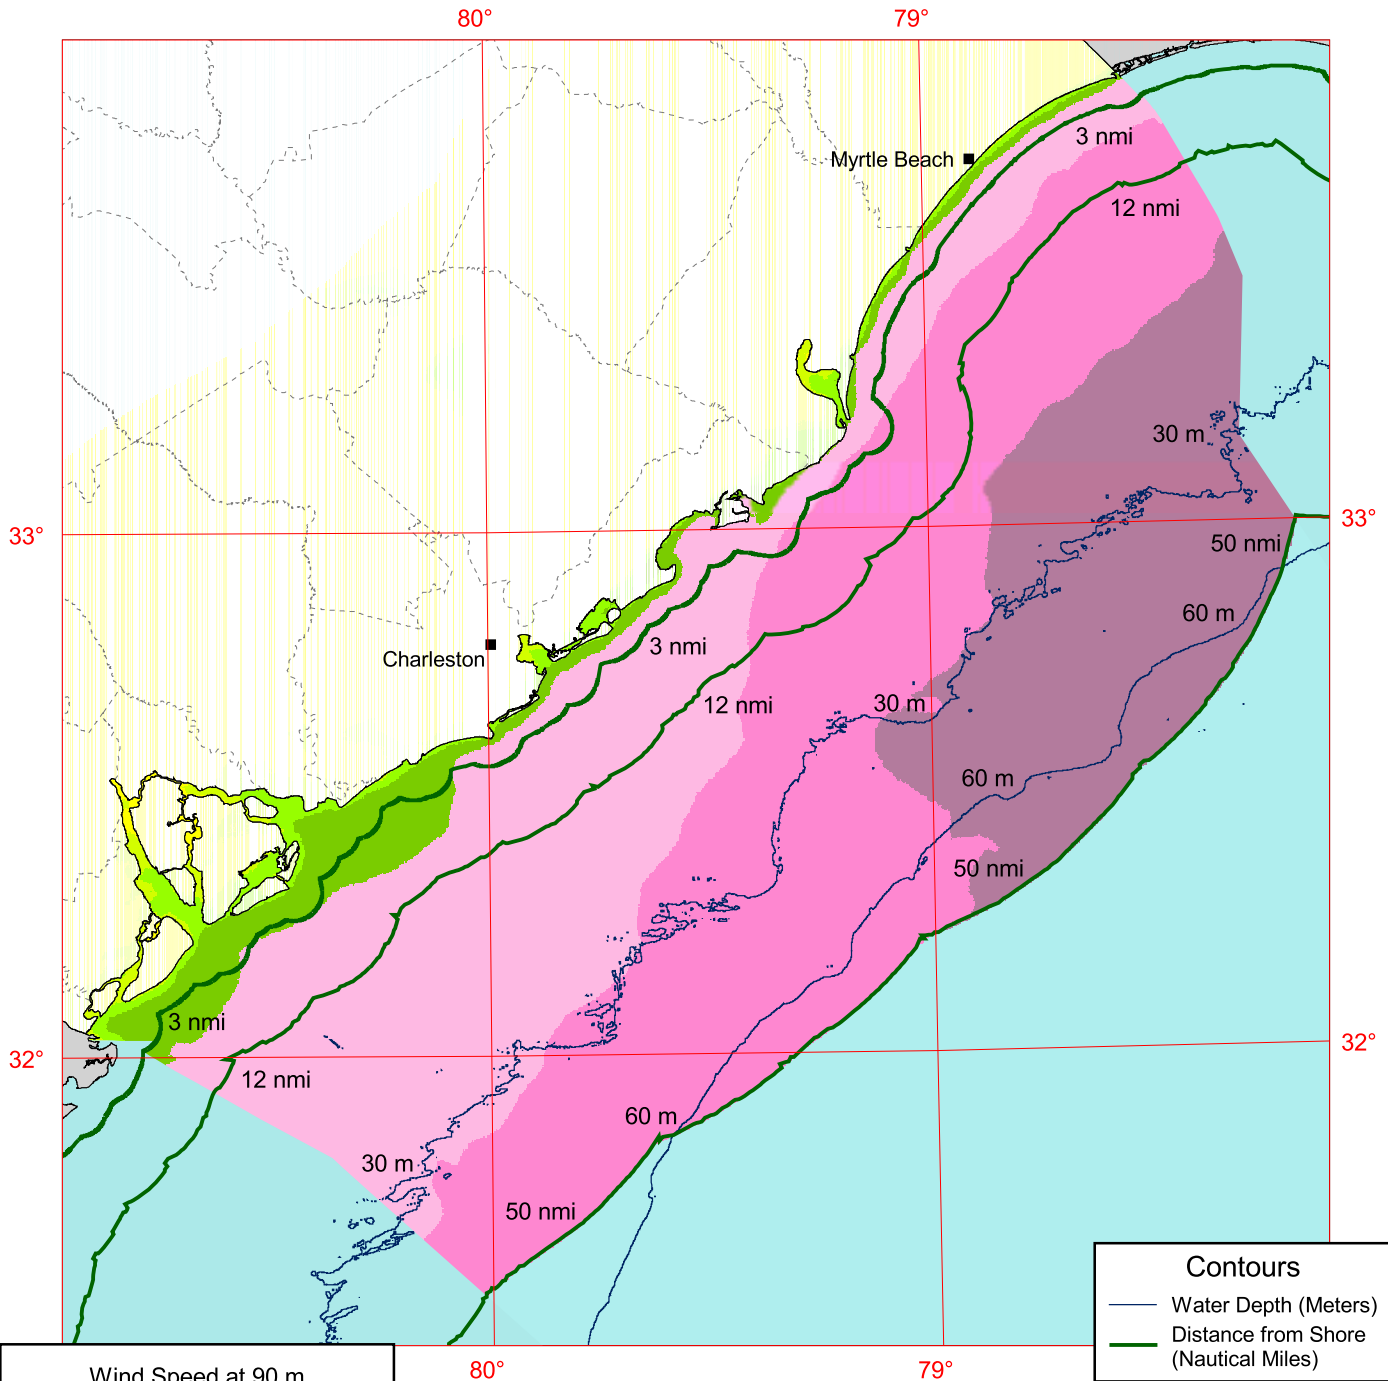 80°
79°
3 nmi
Myrtle Beach
12 nmi
30 m
33°
33°
50 nmi
60 m
3 nmi
Charleston
30 m
12 nmi
60 m
50 nmi
3 nmi
32°
32°
12 nmi
60 m
30 m
50 nmi
Contours
Water Depth (Meters)
Distance from Shore
(Nautical Miles)
80°
79°
Wind Speed at 90 m